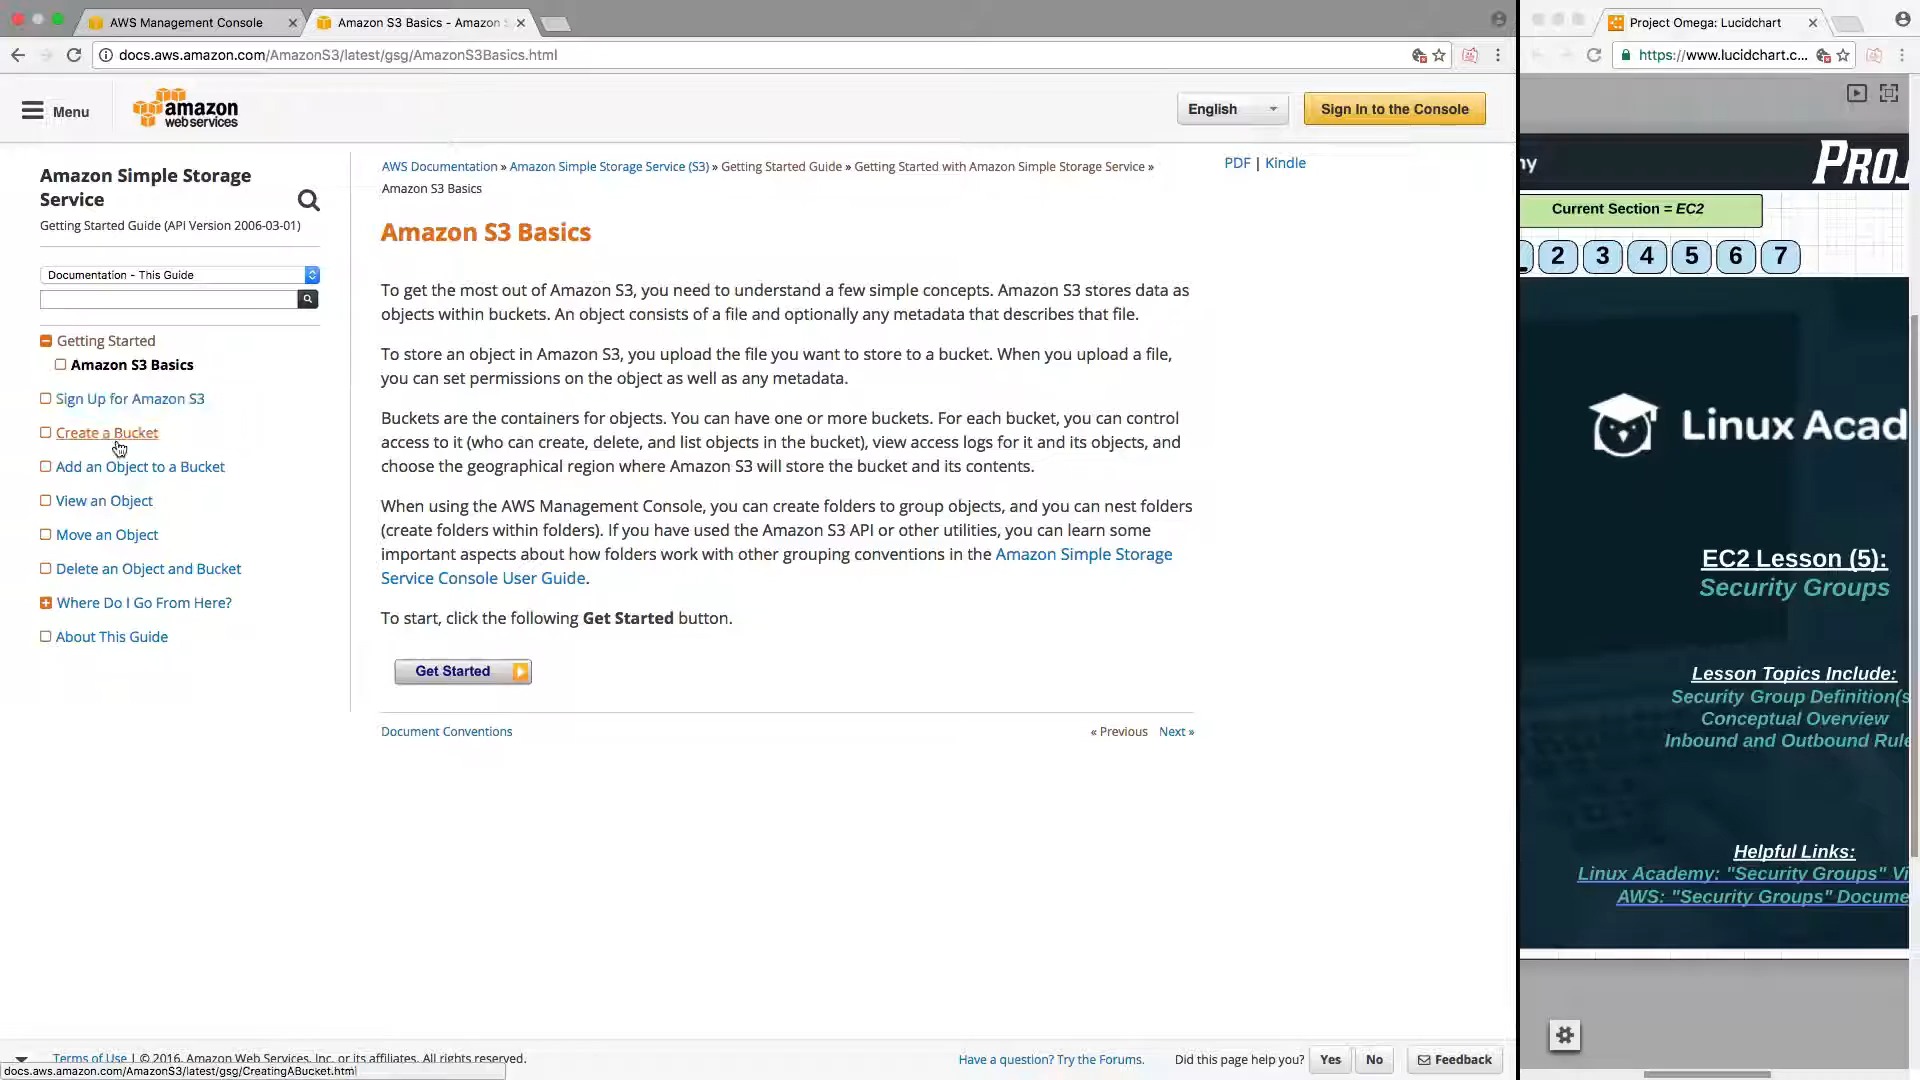 AWS Management Console
Amazon S3 Basics - Amazon
docs.aws.amazon.com/AmazonS3/latest/gsg/AmazonS3Basics.html
Menu
amazon
web services
English
Sign In to the Console
Amazon Simple Storage
Service
Getting Started Guide (API Version 2006-03-01)
Documentation - This Guide
Getting Started
Amazon S3 Basics
Sign Up for Amazon S3
Create a Bucket
Add an Object to a Bucket
View an Object
Move an Object
Delete an Object and Bucket
Where Do I Go From Here?
About This Guide
AWS Documentation » Amazon Simple Storage Service (S3) » Getting Started Guide » Getting Started with Amazon Simple Storage Service »
Amazon S3 Basics
PDF | Kindle
Amazon S3 Basics
To get the most out of Amazon S3, you need to understand a few simple concepts. Amazon S3 stores data as
objects within buckets. An object consists of a file and optionally any metadata that describes that file.
To store an object in Amazon S3, you upload the file you want to store to a bucket. When you upload a file,
you can set permissions on the object as well as any metadata.
Buckets are the containers for objects. You can have one or more buckets. For each bucket, you can control
access to it (who can create, delete, and list objects in the bucket), view access logs for it and its objects, and
choose the geographical region where Amazon S3 will store the bucket and its contents.
When using the AWS Management Console, you can create folders to group objects, and you can nest folders
(create folders within folders). If you have used the Amazon S3 API or other utilities, you can learn some
important aspects about how folders work with other grouping conventions in the Amazon Simple Storage
Service Console User Guide.
To start, click the following Get Started button.
Get Started
Document Conventions
« Previous Next »
Terms of Use | © 2016, Amazon Web Services, Inc. or its affiliates. All rights reserved.
Have a question? Try the Forums.
Did this page help you?
Yes
No
Feedback
docs.aws.amazon.com/AmazonS3/latest/gsg/CreatingABucket.html
Project Omega: Lucidchart
https://www.lucidchart.c...
ny
PROJ
Current Section = EC2
2 3 4 5 6 7
Linux Acad
EC2 Lesson (5):
Security Groups
Lesson Topics Include:
Security Group Definition(s
Conceptual Overview
Inbound and Outbound Rule
Helpful Links:
Linux Academy: "Security Groups" Vi
AWS: "Security Groups" Docume